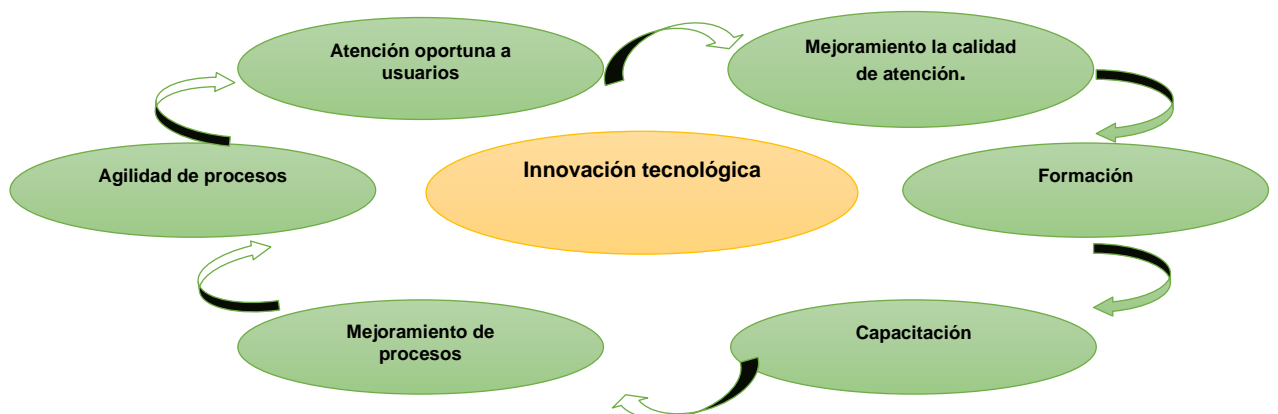 Atención oportuna a
usuarios
Mejoramiento la calidad
de atención.
Innovación tecnológica
Agilidad de procesos
Formación
Mejoramiento de
procesos
Capacitación